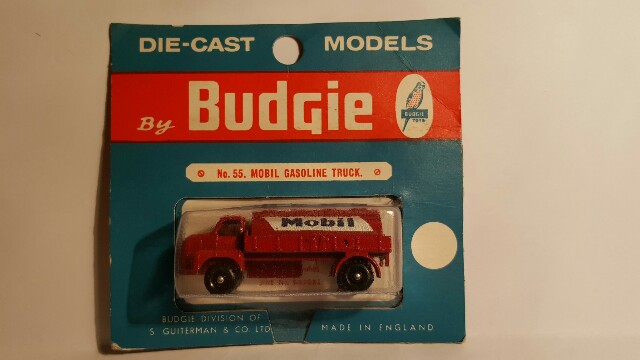 DIE-CAST MODELS
By Budgie
BUDGIE
TOYS
No. 55. MOBIL GASOLINE TRUCK.
Mobil
BUDGIE DIVISION OF
S. GUITERMAN & CO. LTD.
MADE IN ENGLAND